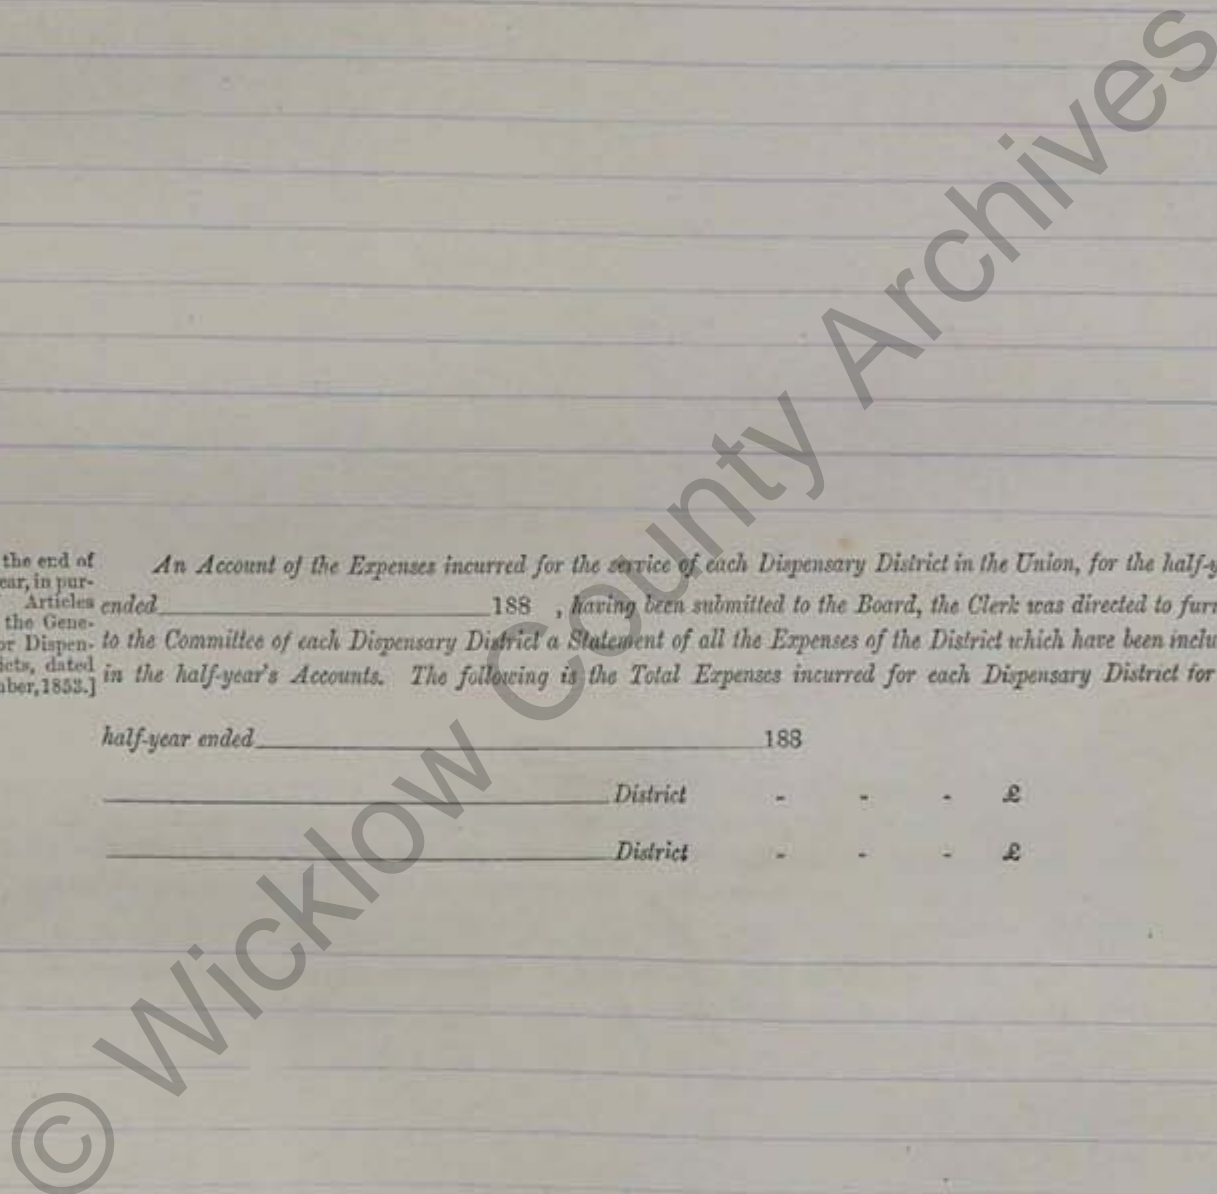 the end of
ear, in pur-
Articles
the Gene-
or Dispen-
icts, dated
ber, 1853.]
An Account of the Expenses incurred for the service of each Dispensary District in the Union, for the half-y
ended 188 , having been submitted to the Board, the Clerk was directed to furn
to the Committee of each Dispensary District a Statement of all the Expenses of the District which have been inclu
in the half-year's Accounts. The following is the Total Expenses incurred for each Dispensary District for
half-year ended 188
District - - - £
District - - - £
© Wicklow County Archives